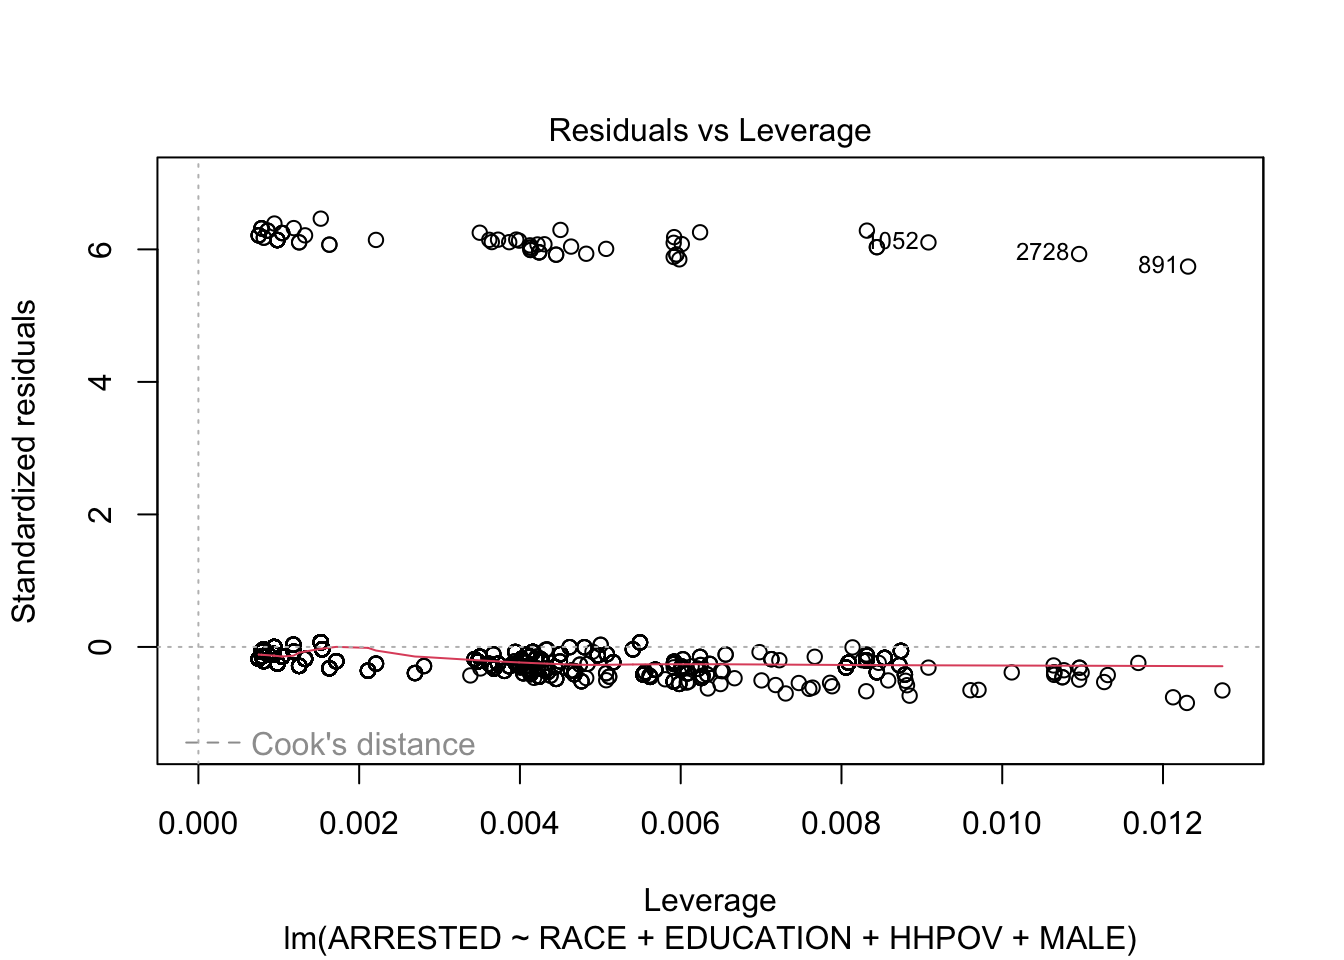 Residuals vs Leverage
Standardized residuals
6
4
2
0
1052
2728
891
Cook's distance
0.000 0.002 0.004 0.006 0.008 0.010 0.012
Leverage
lm(ARRESTED ~ RACE + EDUCATION + HHPOV + MALE)